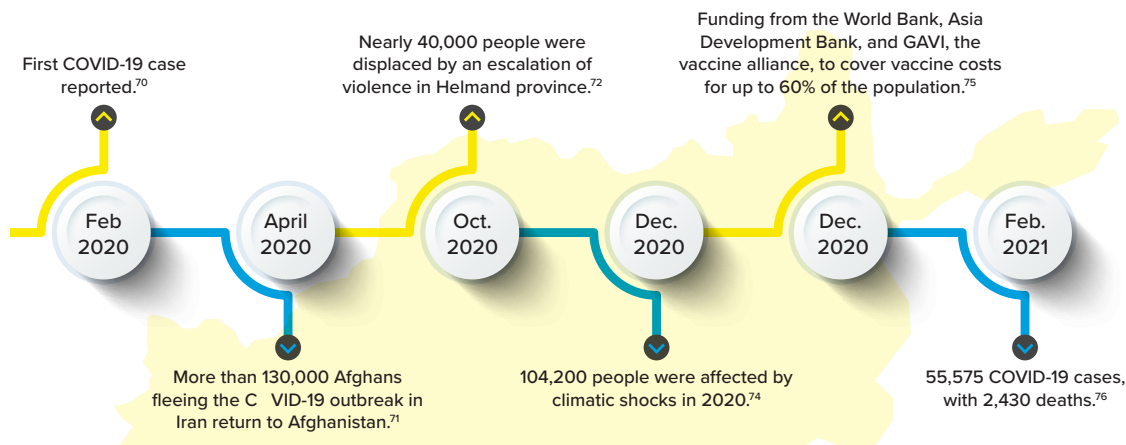 First COVID-19 case
reported.70
Nearly 40,000 people were
displaced by an escalation of
violence in Helmand province.72
Funding from the World Bank, Asia
Development Bank, and GAVI, the
vaccine alliance, to cover vaccine costs
for up to 60% of the population.75
Feb
2020
April
2020
Oct.
2020
Dec.
2020
Dec.
2020
Feb.
2021
More than 130,000 Afghans
fleeing the C VID-19 outbreak in
Iran return to Afghanistan.71
104,200 people were affected by
climatic shocks in 2020.74
55,575 COVID-19 cases,
with 2,430 deaths.76